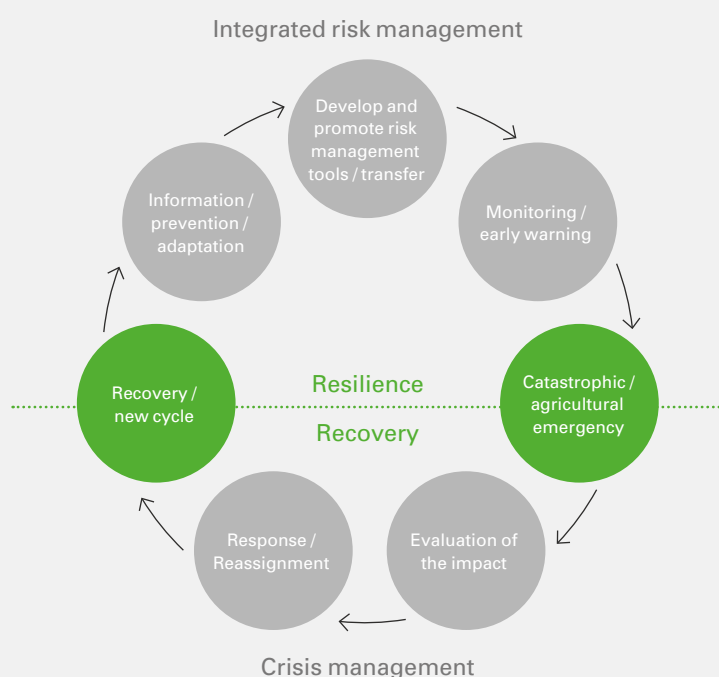 Integrated risk management
Develop and
promote risk
management
tools / transfer
Information /
prevention /
adaptation
Monitoring /
early warning
Recovery /
new cycle
Resilience
Recovery
Catastrophic /
agricultural
emergency
Response /
Reassignment
Evaluation of
the impact
Crisis management